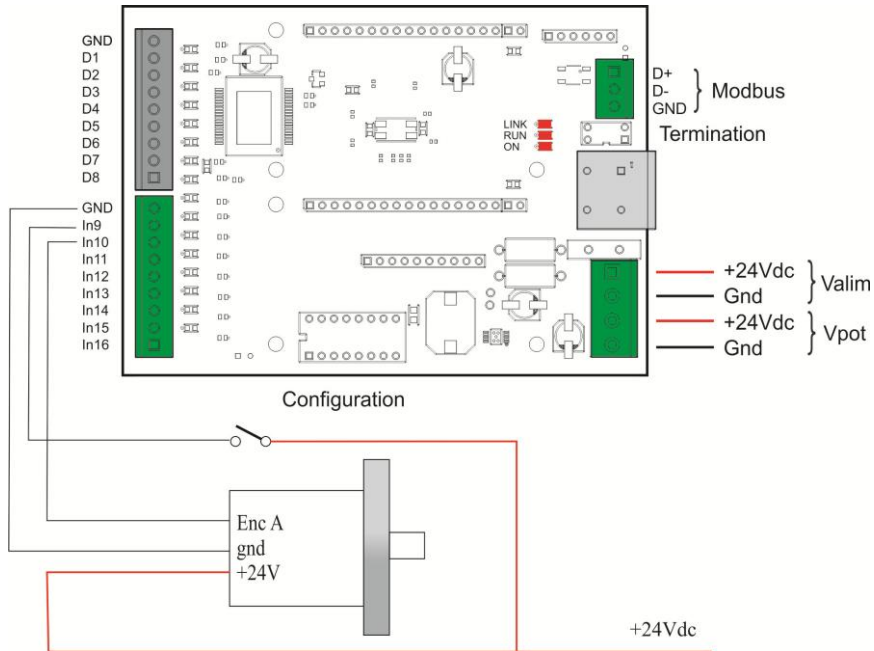 GND
D1
D2
D3
D4
D5
D6
D7
D8
GND
In9
In10
In11
In12
In13
In14
In15
In16
LINK
RUN
ON
D+
D-
GND
Modbus
Termination
+24Vdc
Gnd
Valim
+24Vdc
Gnd
Vpot
Configuration
Enc A
gnd
+24V
+24Vdc